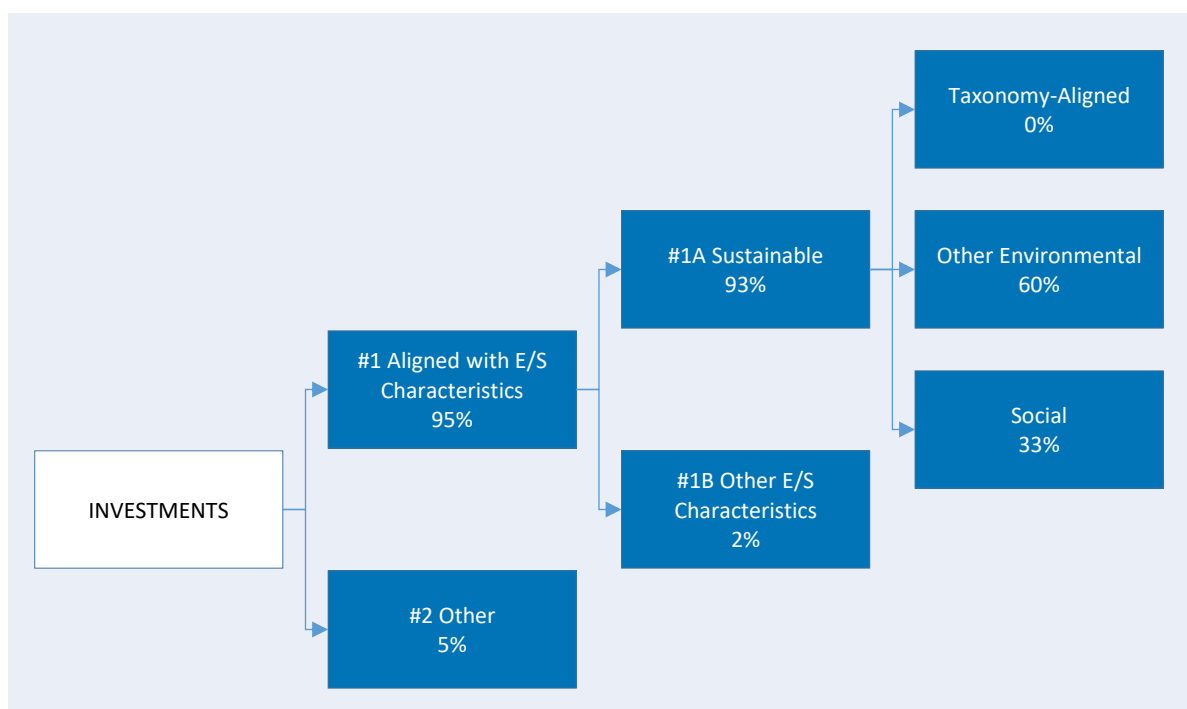 INVESTMENTS
#1 Aligned with E/S
Characteristics
95%
#2 Other
5%
#1A Sustainable
93%
#1B Other E/S
Characteristics
2%
Taxonomy-Aligned
0%
Other Environmental
60%
Social
33%